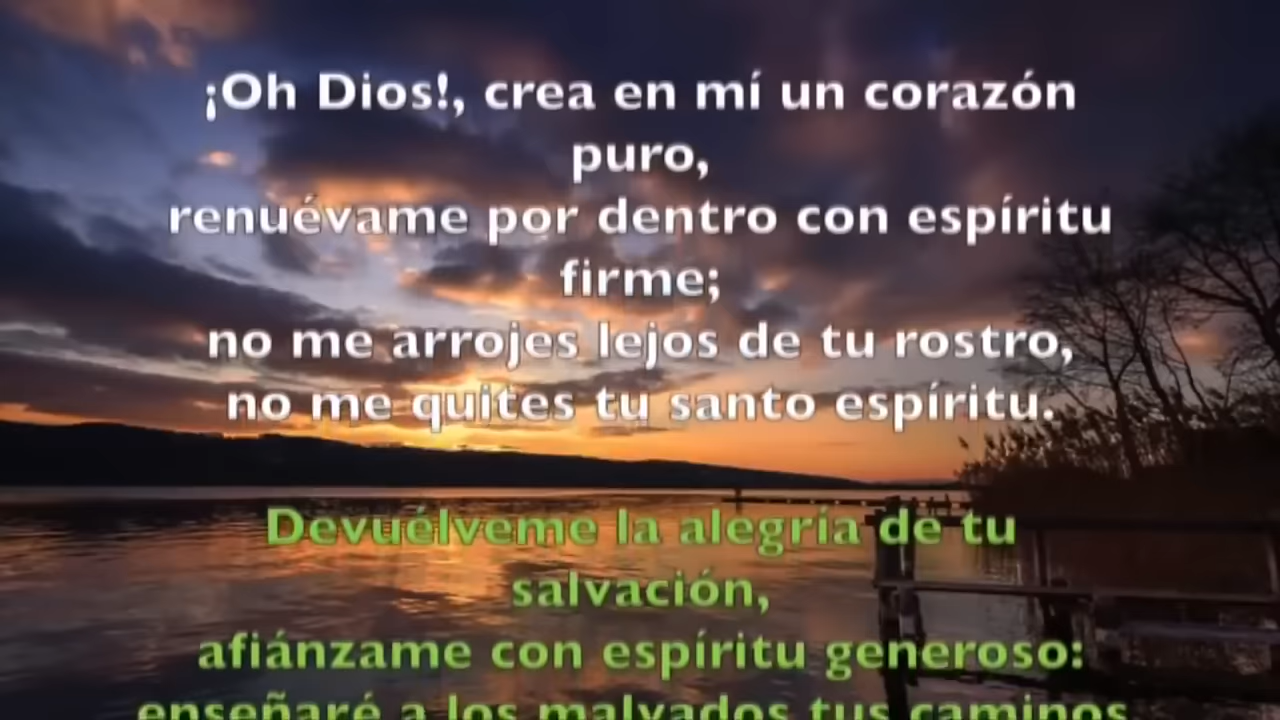 ¡Oh Dios!, crea en mí un corazón
puro,
renuévame por dentro con espíritu
firme;
no me arrojes lejos de tu rostro,
no me quites tu santo espíritu.
Devuélveme la alegría de tu
salvación,
afiánzame con espíritu generoso:
enseñaré a los malvados tus caminos